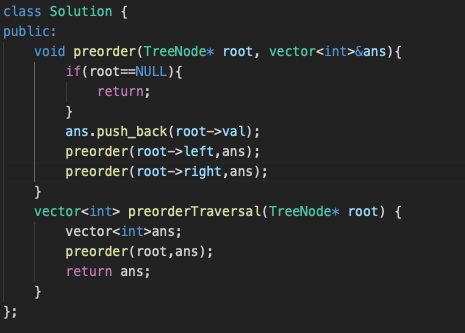 class Solution {
public:
    void preorder(TreeNode* root, vector<int>&ans){
        if(root==NULL){
            return;
        }
        ans.push_back(root->val);
        preorder(root->left,ans);
        preorder(root->right,ans);
    }
    vector<int> preorderTraversal(TreeNode* root) {
        vector<int>ans;
        preorder(root,ans);
        return ans;
    }
};